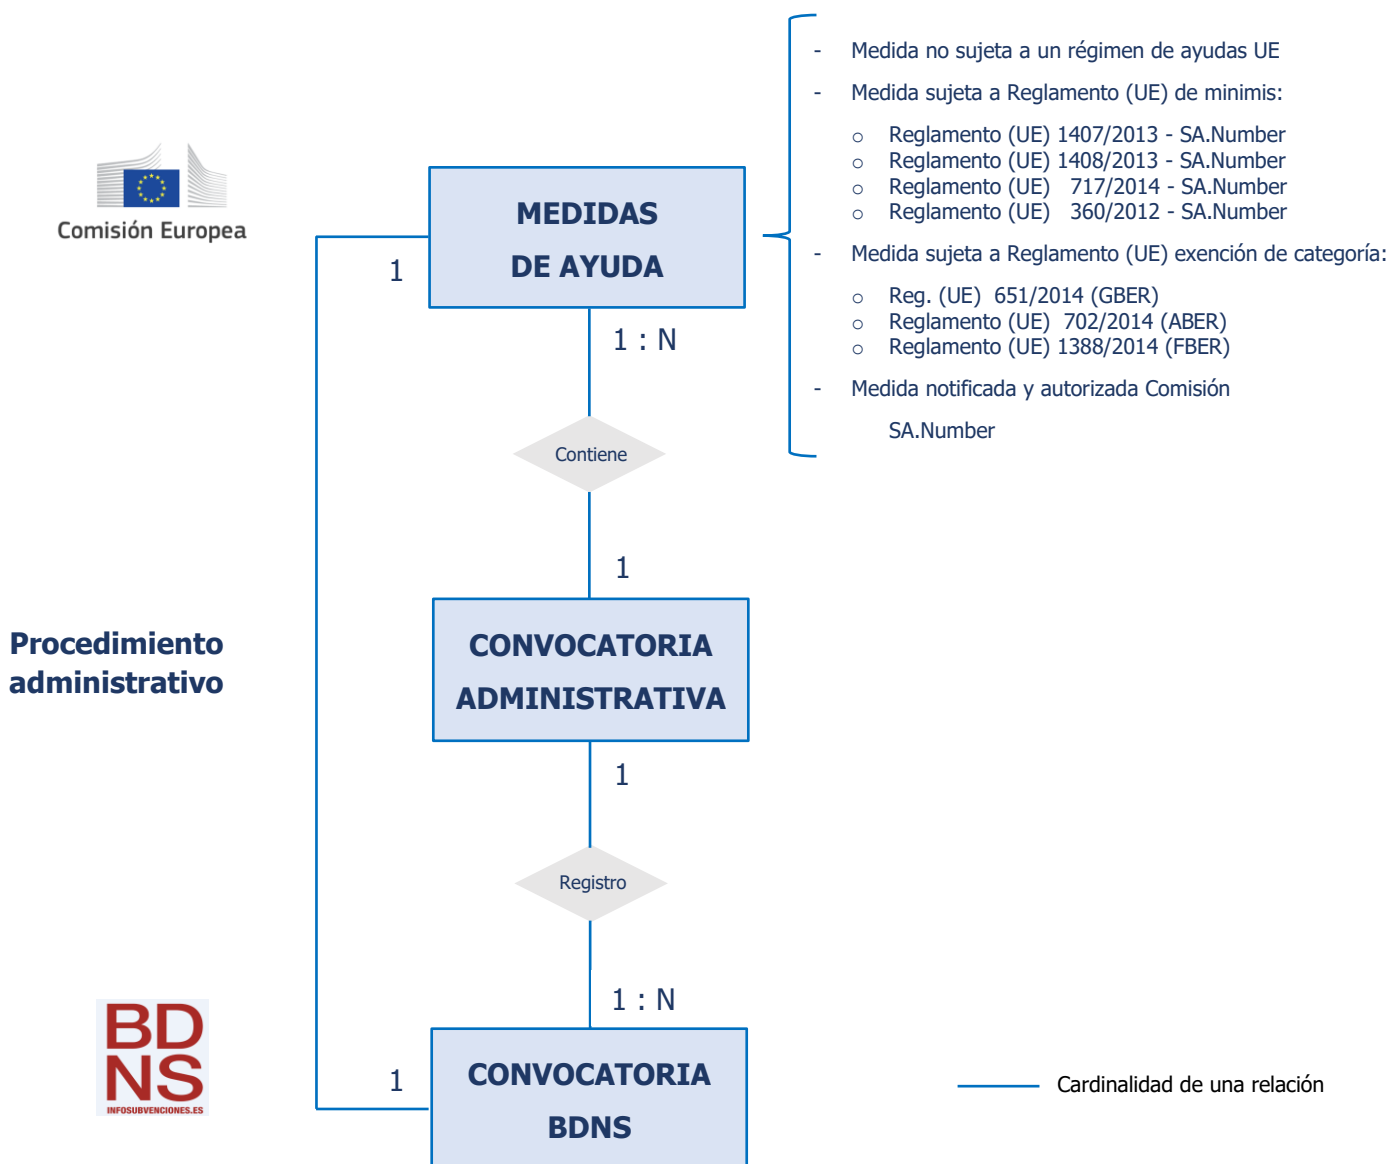 - Medida no sujeta a un régimen de ayudas UE
- Medida sujeta a Reglamento (UE) de minimis:
o Reglamento (UE) 1407/2013 - SA.Number
o Reglamento (UE) 1408/2013 - SA.Number
o Reglamento (UE) 717/2014 - SA.Number
o Reglamento (UE) 360/2012 - SA.Number
- Medida sujeta a Reglamento (UE) exención de categoría:
o Reg. (UE) 651/2014 (GBER)
o Reglamento (UE) 702/2014 (ABER)
o Reglamento (UE) 1388/2014 (FBER)
- Medida notificada y autorizada Comisión
SA.Number
Comisión Europea
MEDIDAS
DE AYUDA
1
1 : N
Contiene
1
Procedimiento
administrativo
CONVOCATORIA
ADMINISTRATIVA
1
Registro
1 : N
BD
NS
INFOSUBVENCIONES.ES
1
CONVOCATORIA
BDNS
Cardinalidad de una relación